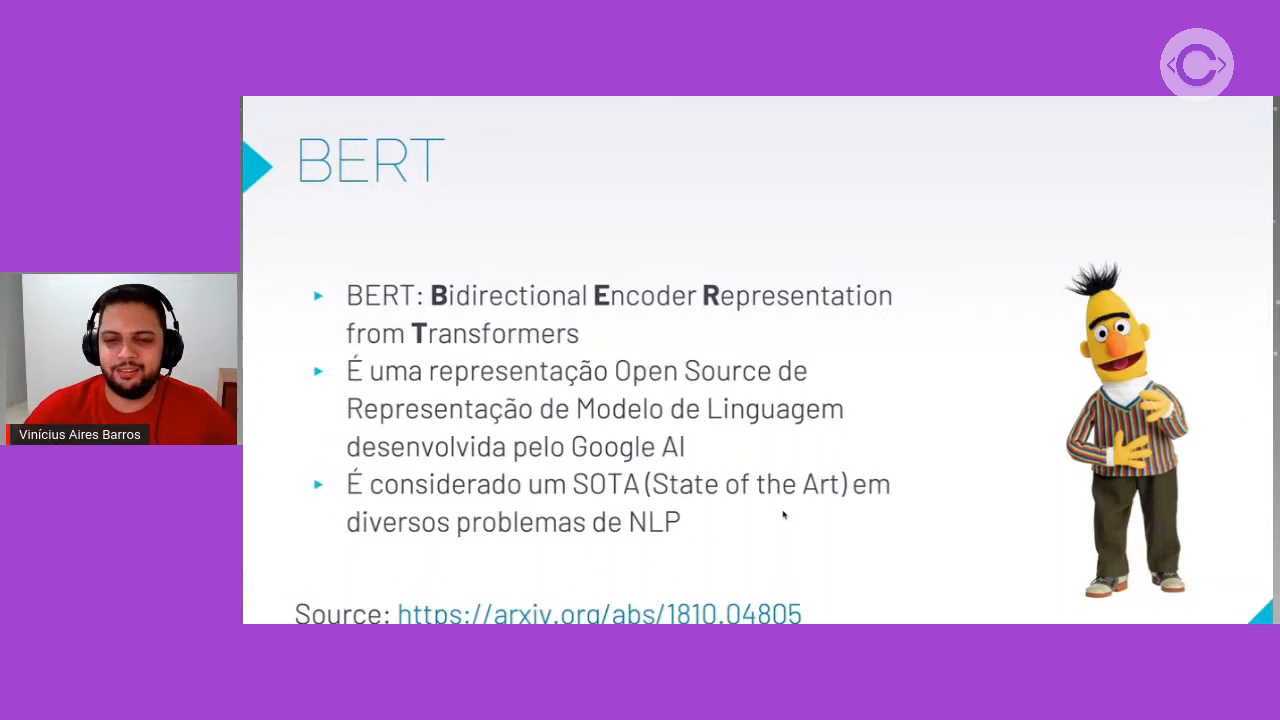 BERT
BERT: Bidirectional Encoder Representation
from Transformers
É uma representação Open Source de
Representação de Modelo de Linguagem
desenvolvida pelo Google AI
É considerado um SOTA (State of the Art) em
diversos problemas de NLP
Source: https://arxiv.org/abs/1810.04805
Vinícius Aires Barros